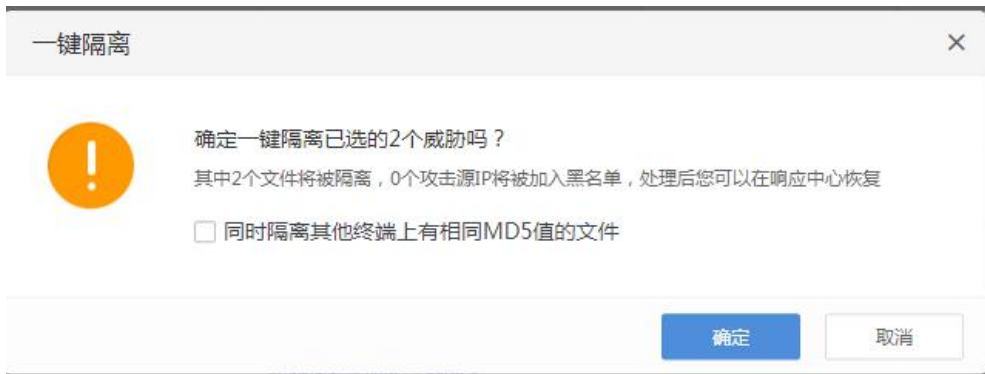 一键隔离
确定一键隔离已选的2个威胁吗？
其中2个文件将被隔离，0个攻击源IP将被加入黑名单，处理后您可以在响应中心恢复
同时隔离其他终端上有相同MD5值的文件
确定
取消